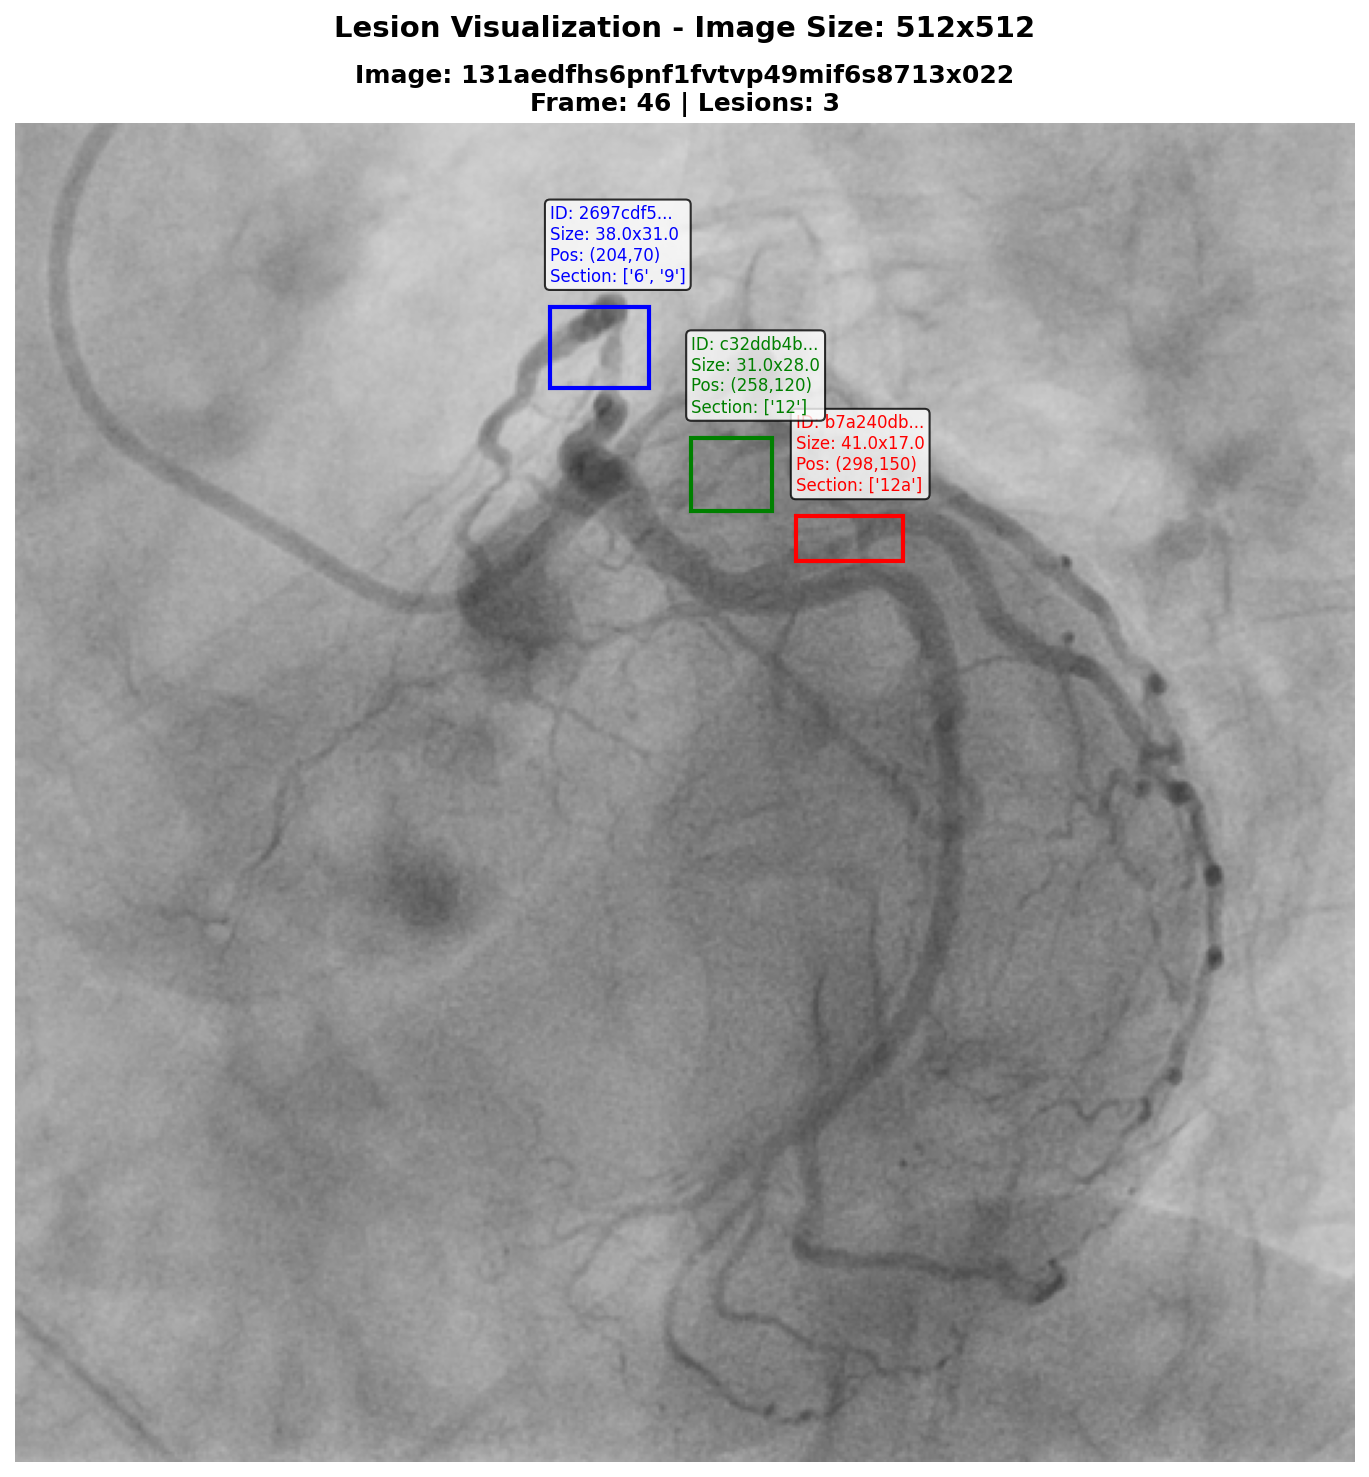 Lesion Visualization - Image Size: 512x512
Image: 131aedfhs6pnf1fvtvp49mif6s8713x022
Frame: 46 | Lesions: 3
ID: 2697cdf5...
Size: 38.0x31.0
Pos: (204,70)
Section: ['6', '9']
ID: c32ddb4b...
Size: 31.0x28.0
Pos: (258,120)
Section: ['12']
ID: b7a240db...
Size: 41.0x17.0
Pos: (298,150)
Section: ['12a']